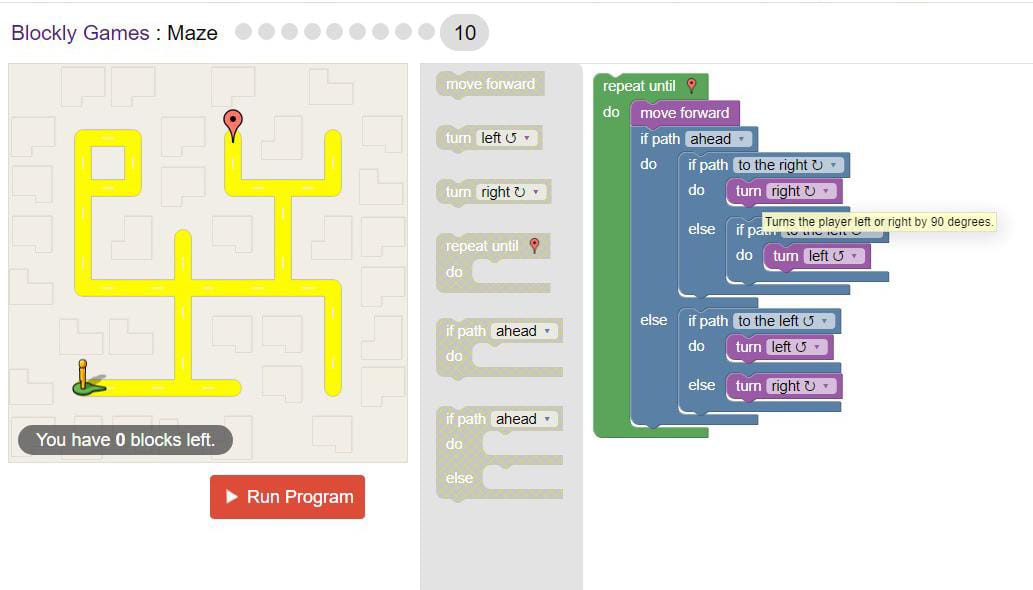 Blockly Games : Maze 10
You have 0 blocks left.
Run Program
move forward
turn left ↺ ▾
turn right ↻ ▾
repeat until
do
if path ahead ▾
do
if path ahead ▾
do
else
repeat until
do move forward
if path ahead ▾
do if path to the right ↻ ▾
do turn right ↻ ▾
Turns the player left or right by 90 degrees.
else if path to the left ↺
do turn left ↺ ▾
else if path to the left ↺ ▾
do turn left ↺ ▾
else turn right ↻ ▾